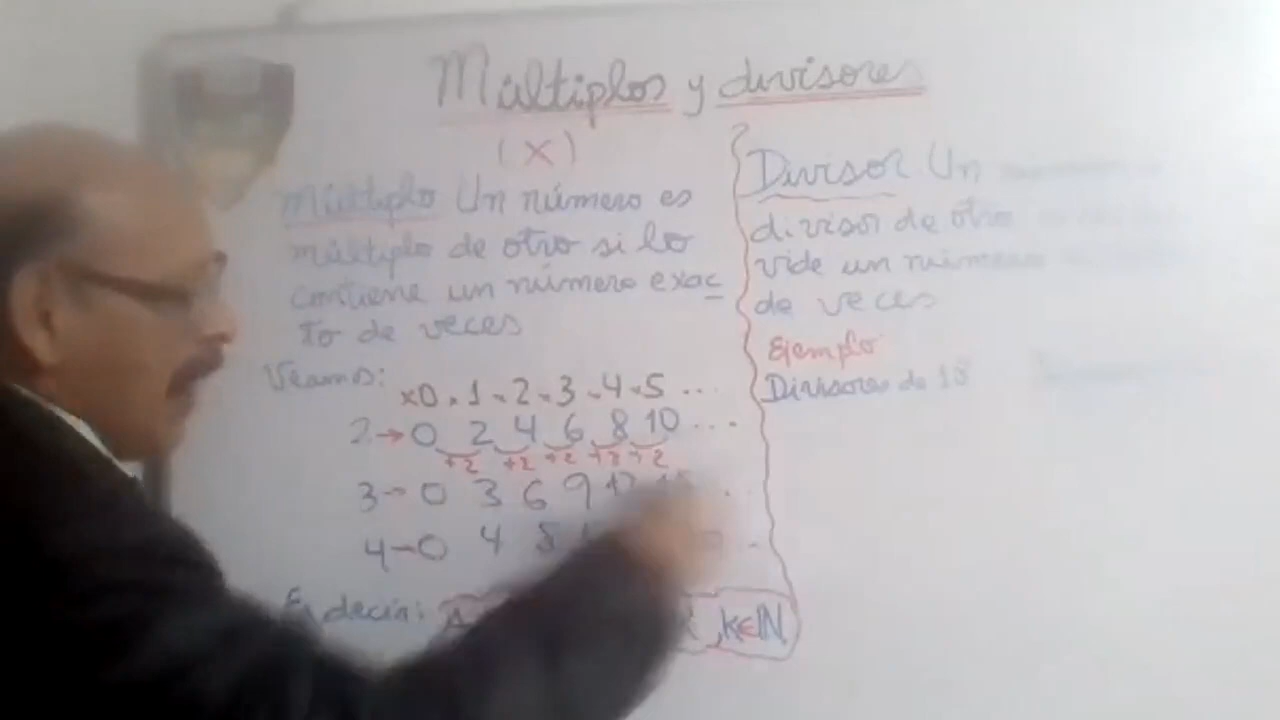 Múltiplos y divisores
(X)
Múltiplo Un número es
múltiplo de otro si lo
contiene un número exac
to de veces
Veamos:
×0 × 1 × 2 × 3 × 4 × 5 ...
2 → 0 2 4 6 8 10 ...
+2 +2 +2 +2 +2
3 → 0 3 6 9 12
4 → 0 4 8
Es decir:
, K∈IN
Divisor Un
divisor de otro
vide un número
de veces
Ejemplo
Divisores de 18